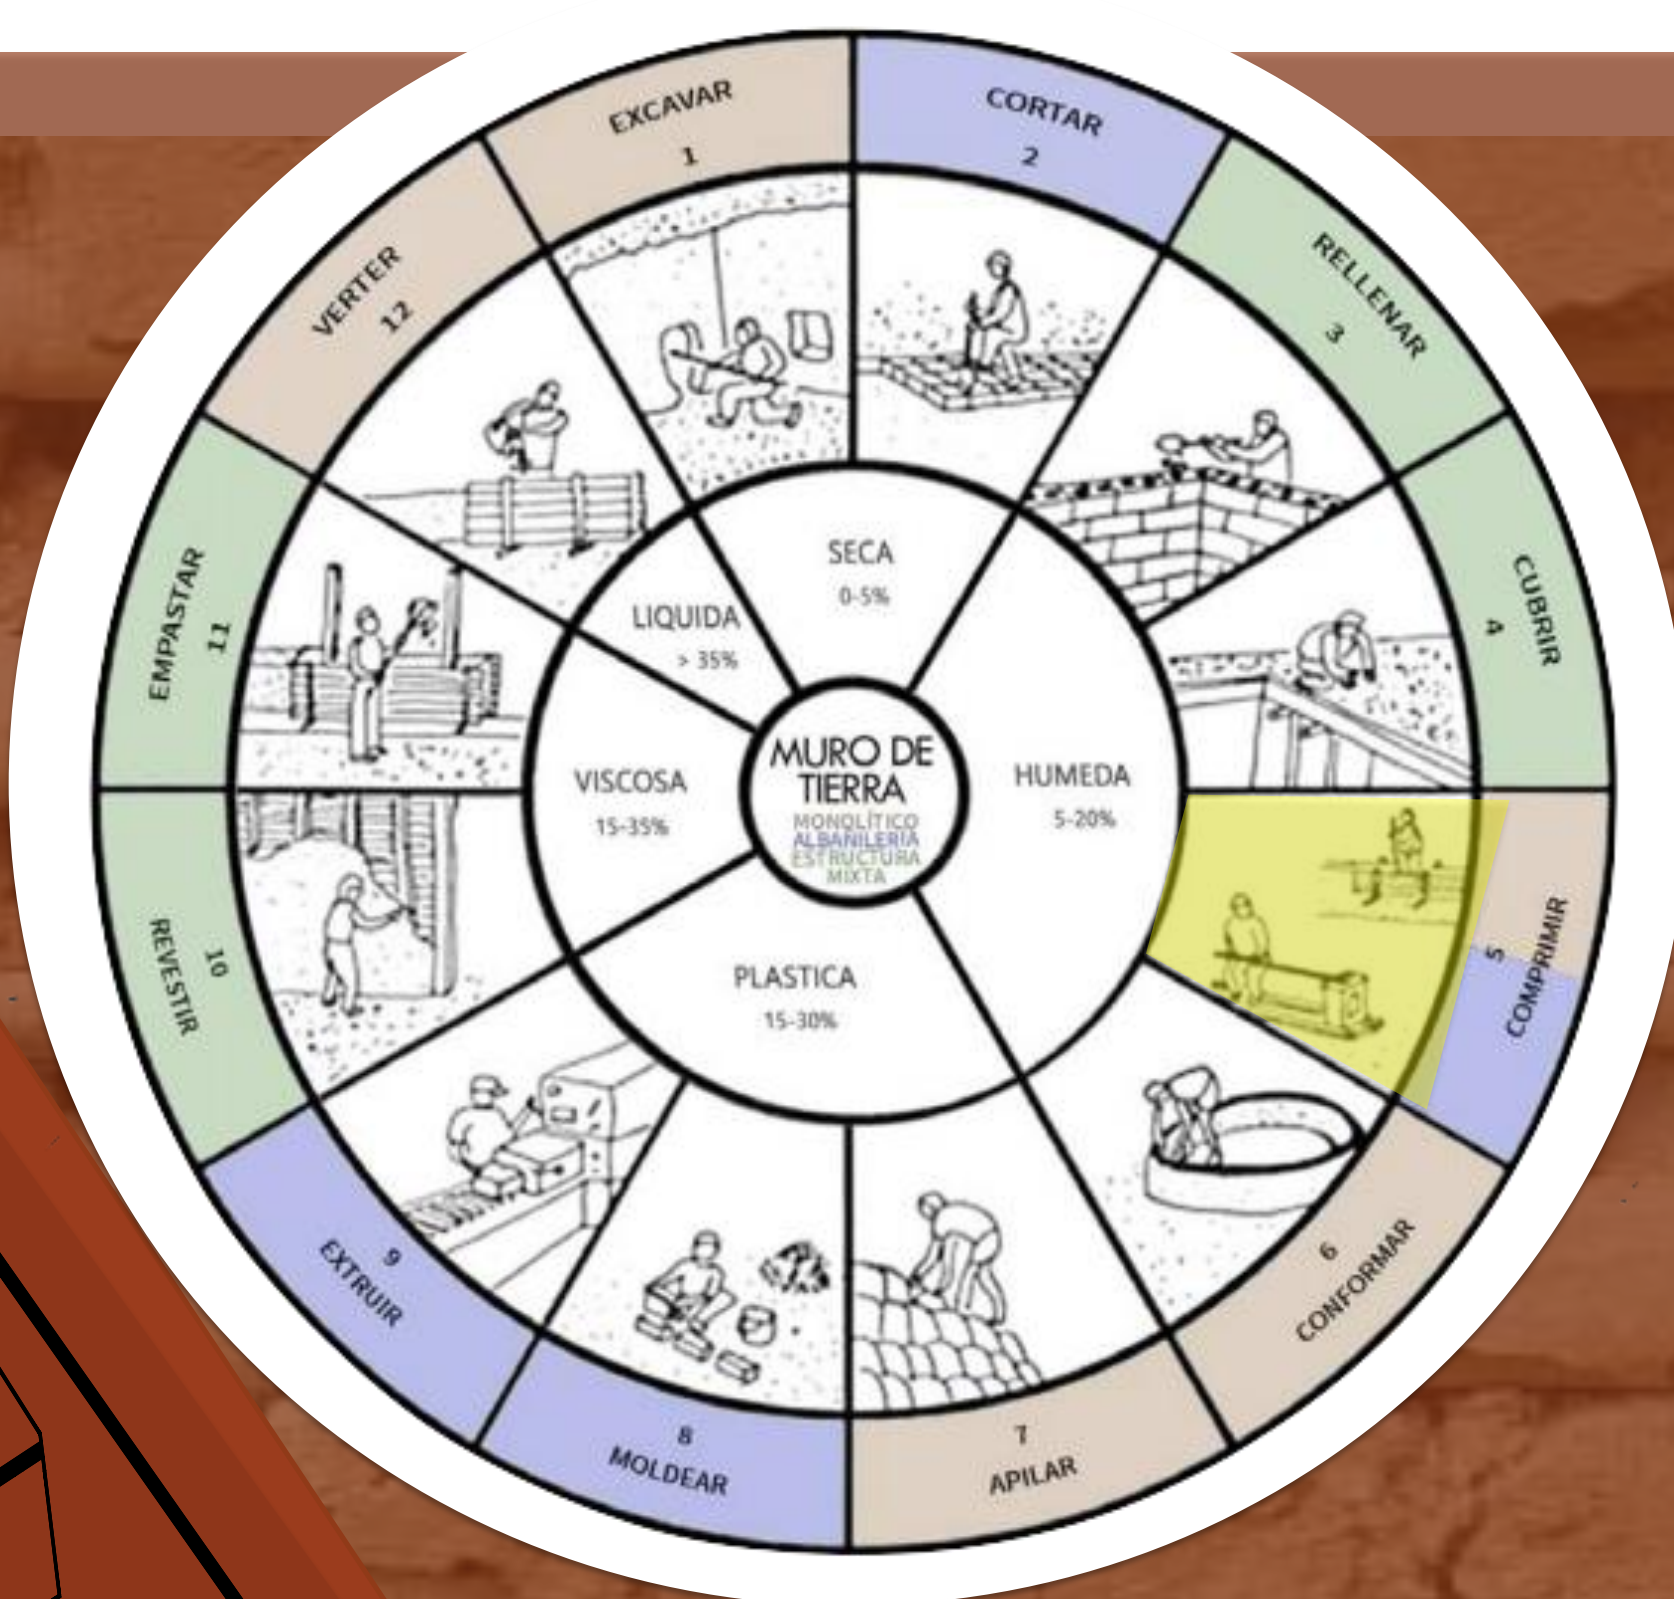 EXCAVAR
1
CORTAR
2
RELLENAR
3
CUBRIR
4
COMPRIMIR
5
CONFORMAR
6
7
APILAR
8
MOLDEAR
9
EXTRUIR
10
REVESTIR
EMPASTAR
11
VERTER
12
SECA
0-5%
HUMEDA
5-20%
PLASTICA
15-30%
VISCOSA
15-35%
LIQUIDA
> 35%
MURO DE
TIERRA
MONOLÍTICO
ALBAÑILERÍA
ESTRUCTURA
MIXTA